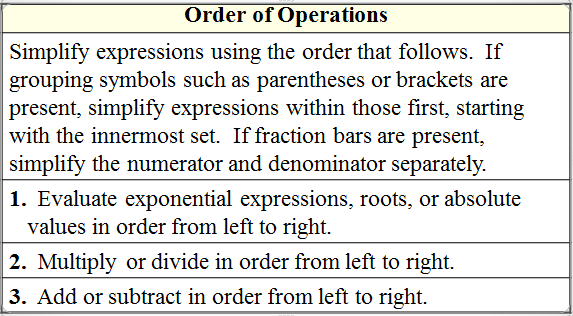 Order of Operations
Simplify expressions using the order that follows. If
grouping symbols such as parentheses or brackets are
present, simplify expressions within those first, starting
with the innermost set. If fraction bars are present,
simplify the numerator and denominator separately.
1. Evaluate exponential expressions, roots, or absolute
values in order from left to right.
2. Multiply or divide in order from left to right.
3. Add or subtract in order from left to right.